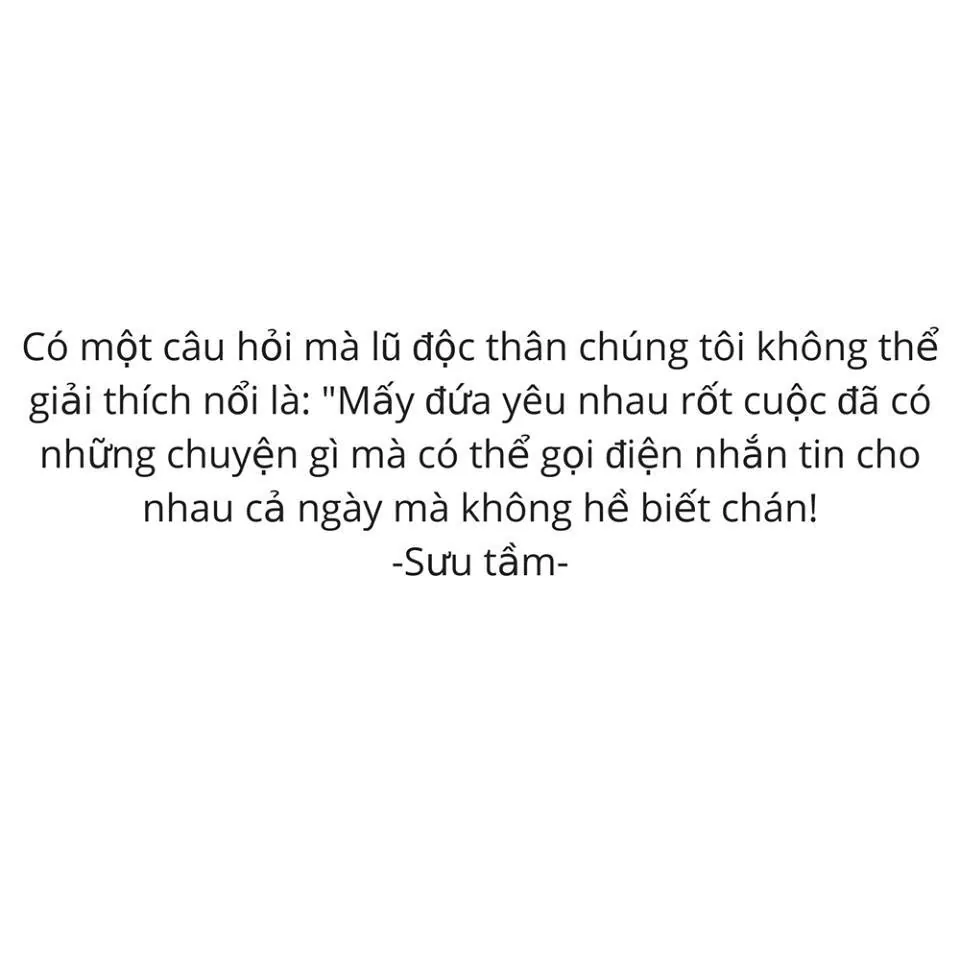 Có một câu hỏi mà lũ độc thân chúng tôi không thể
giải thích nổi là: "Mấy đứa yêu nhau rốt cuộc đã có
những chuyện gì mà có thể gọi điện nhắn tin cho
nhau cả ngày mà không hề biết chán!
-Sưu tầm-